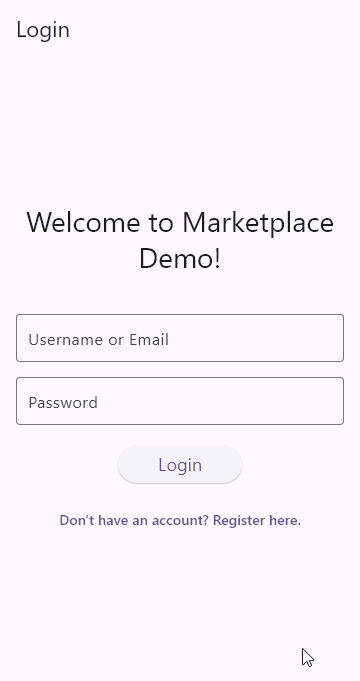 Login
Welcome to Marketplace
Demo!
Username or Email
Password
Login
Don't have an account? Register here.